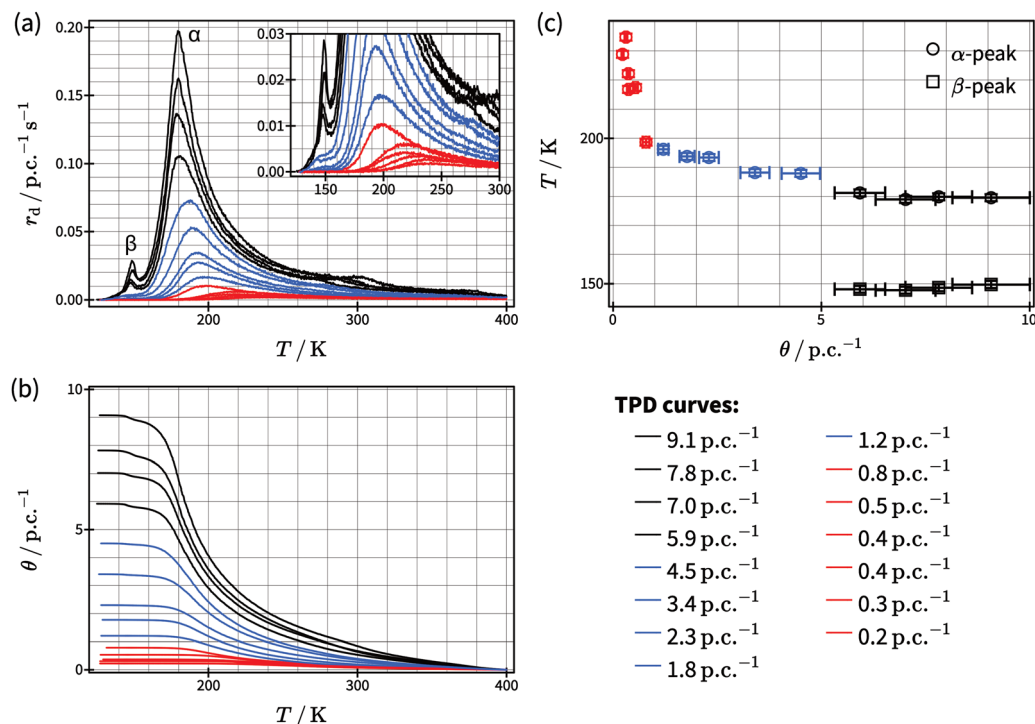 (a)
0.20
0.15
0.10
0.05
0.00
r_d / p.c.⁻¹ s⁻¹
α
β
0.03
0.02
0.01
0.00
150
200
250
300
200
300
400
T / K
(b)
10
5
0
θ / p.c.⁻¹
200
300
400
T / K
(c)
200
150
T / K
α-peak
β-peak
0
5
10
θ / p.c.⁻¹
TPD curves:
9.1 p.c.⁻¹
7.8 p.c.⁻¹
7.0 p.c.⁻¹
5.9 p.c.⁻¹
4.5 p.c.⁻¹
3.4 p.c.⁻¹
2.3 p.c.⁻¹
1.8 p.c.⁻¹
1.2 p.c.⁻¹
0.8 p.c.⁻¹
0.5 p.c.⁻¹
0.4 p.c.⁻¹
0.4 p.c.⁻¹
0.3 p.c.⁻¹
0.2 p.c.⁻¹